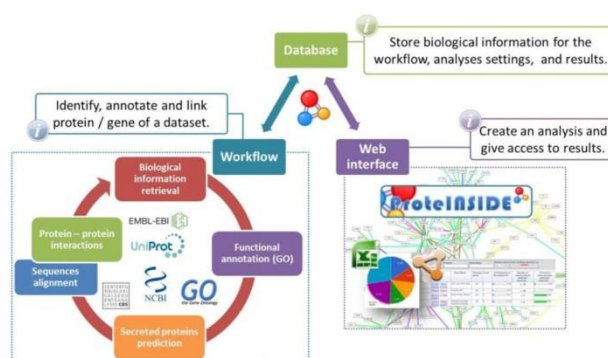 Database
Store biological information for the
workflow, analyses settings, and results.
Identify, annotate and link
protein / gene of a dataset.
Workflow
Web
interface
Create an analysis and
give access to results.
Biological
information
retrieval
EMBL-EBI
Protein – protein
interactions
UniProt
Functional
annotation (GO)
Sequences
alignment
NCBI
GO
the Gene Ontology
CBS
Secreted proteins
prediction
ProteINSIDE